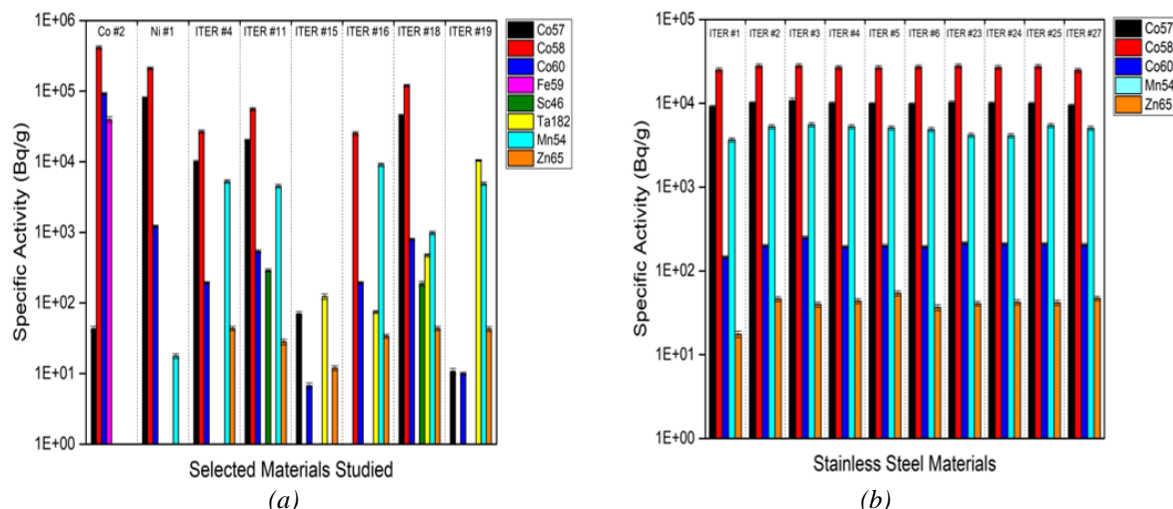 Co #2 Ni #1 ITER #4 ITER #11 ITER #15 ITER #16 ITER #18 ITER #19
Co57
Co58
Co60
Fe59
Sc46
Ta182
Mn54
Zn65
1E+06
1E+05
1E+04
1E+03
1E+02
1E+01
1E+00
Specific Activity (Bq/g)
Selected Materials Studied
(a)
ITER #1 ITER #2 ITER #3 ITER #4 ITER #5 ITER #6 ITER #23 ITER #24 ITER #25 ITER #27
Co57
Co58
Co60
Mn54
Zn65
1E+05
1E+04
1E+03
1E+02
1E+01
1E+00
Specific Activity (Bq/g)
Stainless Steel Materials
(b)